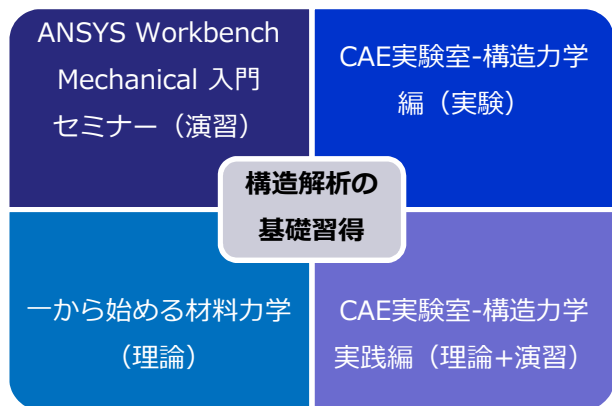 ANSYS Workbench
Mechanical 入門
セミナー（演習）
CAE実験室-構造力学
編（実験）
構造解析の
基礎習得
一から始める材料力学
（理論）
CAE実験室-構造力学
実践編（理論+演習）